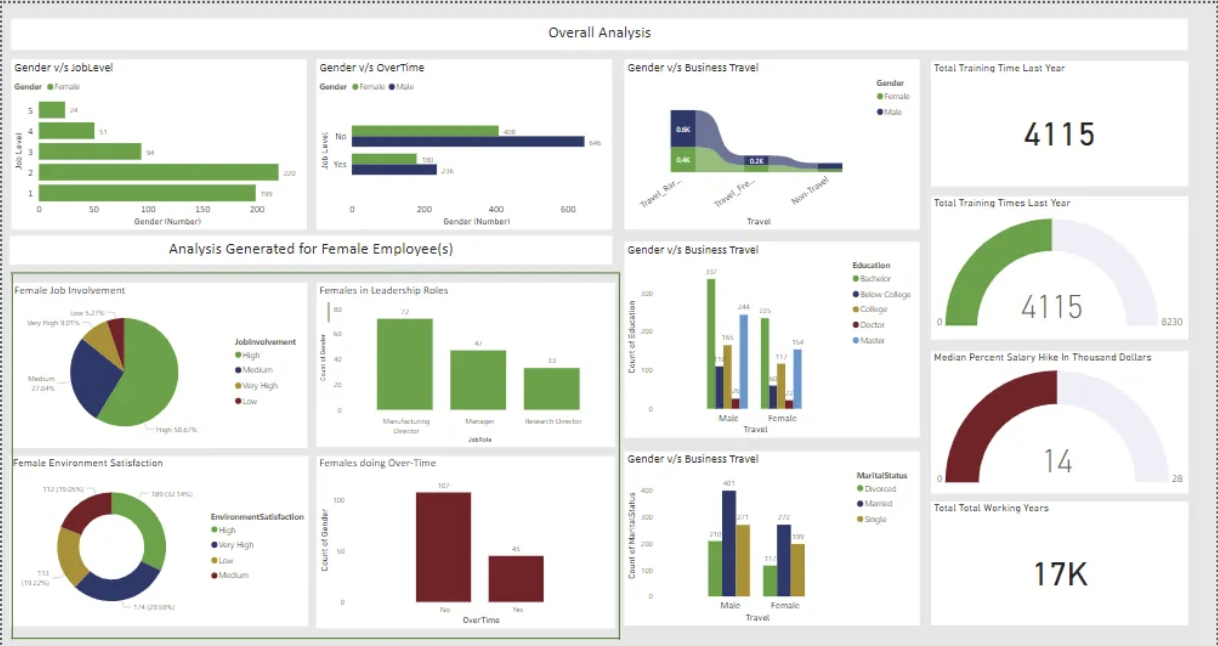 Overall Analysis
Gender v/s JobLevel
Gender Female
Job Level
5 24
4 51
3 94
2 220
1 199
0 50 100 150 200
Gender (Number)
Gender v/s OverTime
Gender Female Male
Job Level
No 408
646
Yes 180
236
0 200 400 600
Gender (Number)
Gender v/s Business Travel
Gender
Female
Male
0.6K
0.4K
0.2K
Travel_Rar...
Travel_Fre...
Non-Travel
Travel
Total Training Time Last Year
4115
Total Training Times Last Year
4115
0 8230
Median Percent Salary Hike In Thousand Dollars
14
0 28
Total Total Working Years
17K
Analysis Generated for Female Employee(s)
Female Job Involvement
Low 5.27%
Very High 9.01%
Medium
27.04%
High 58.67%
JobInvolvement
High
Medium
Very High
Low
Females in Leadership Roles
Count of Gender
80
60
40
20
0
72
47
33
Manufacturing
Director
Manager
Research Director
JobRole
Female Environment Satisfaction
112 (19.05%)
189 (32.14%)
113
(19.22%)
174 (29.59%)
EnvironmentSatisfaction
High
Very High
Low
Medium
Females doing Over-Time
Count of Gender
100
50
0
107
45
No Yes
OverTime
Gender v/s Business Travel
Education
Bachelor
Below College
College
Doctor
Master
Count of Education
300
200
100
0
337
110
165
26
244
235
60
117
22
154
Male Female
Travel
Gender v/s Business Travel
MaritalStatus
Divorced
Married
Single
Count of MaritalStatus
400
300
200
100
0
210
401
271
117
272
199
Male Female
Travel